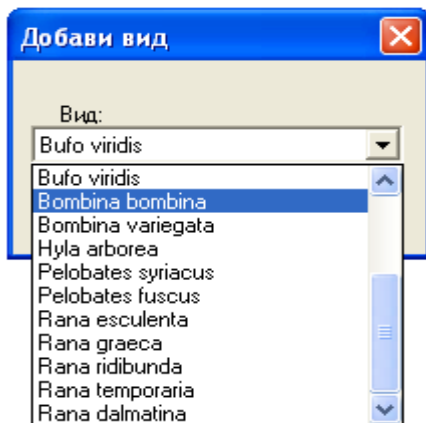 Добави вид
Вид:
Bufo viridis
Bufo viridis
Bombina bombina
Bombina variegata
Hyla arborea
Pelobates syriacus
Pelobates fuscus
Rana esculenta
Rana graeca
Rana ridibunda
Rana temporaria
Rana dalmatina